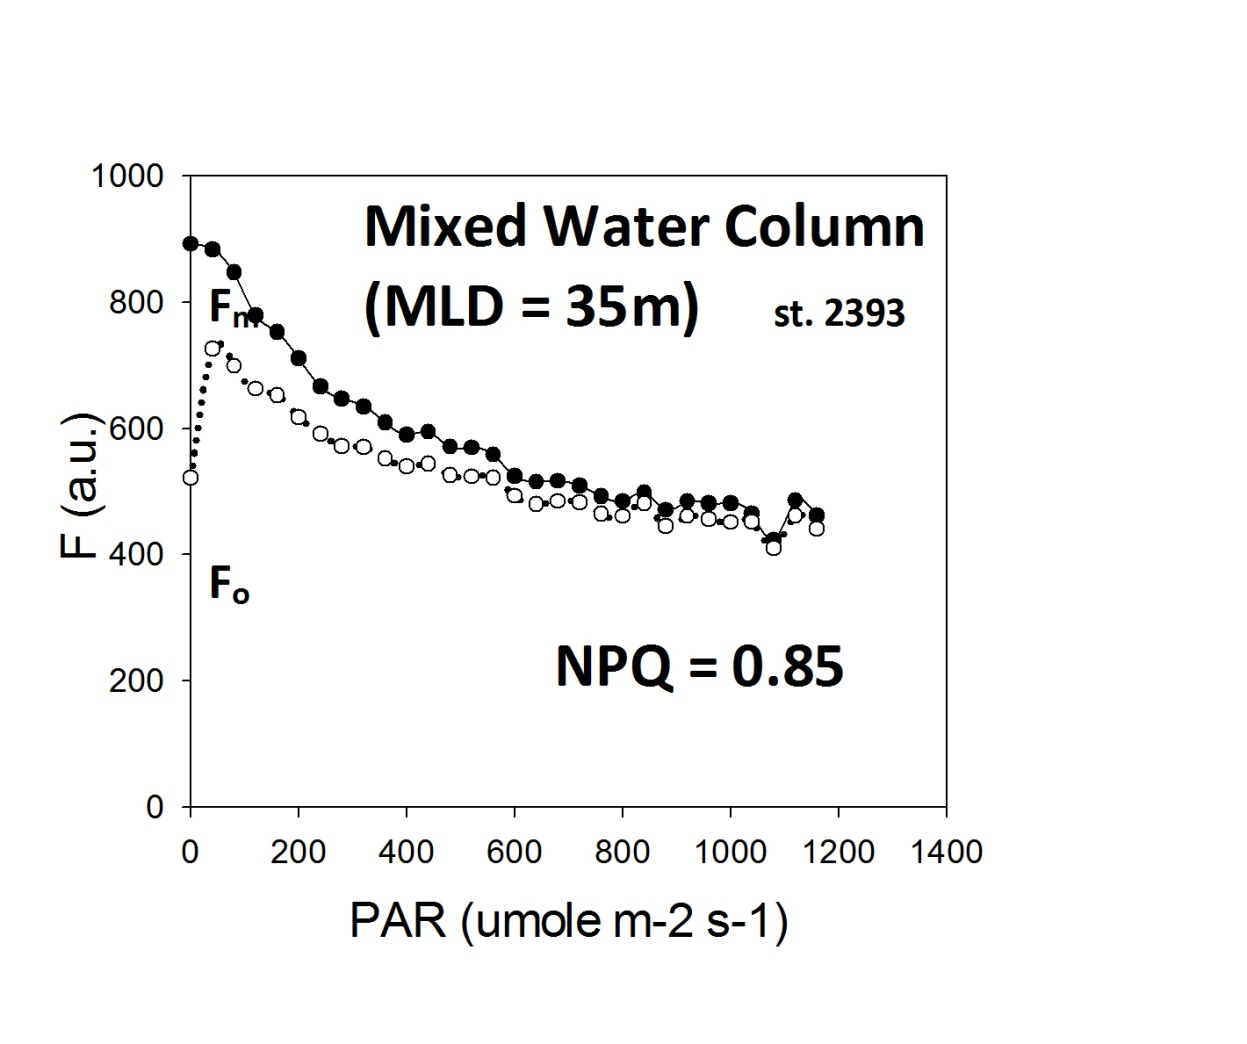 1000
Mixed Water Column
(MLD = 35m) st. 2393
800
Fm
600
F (a.u.)
400
Fo
NPQ = 0.85
200
0
0 200 400 600 800 1000 1200 1400
PAR (umole m-2 s-1)